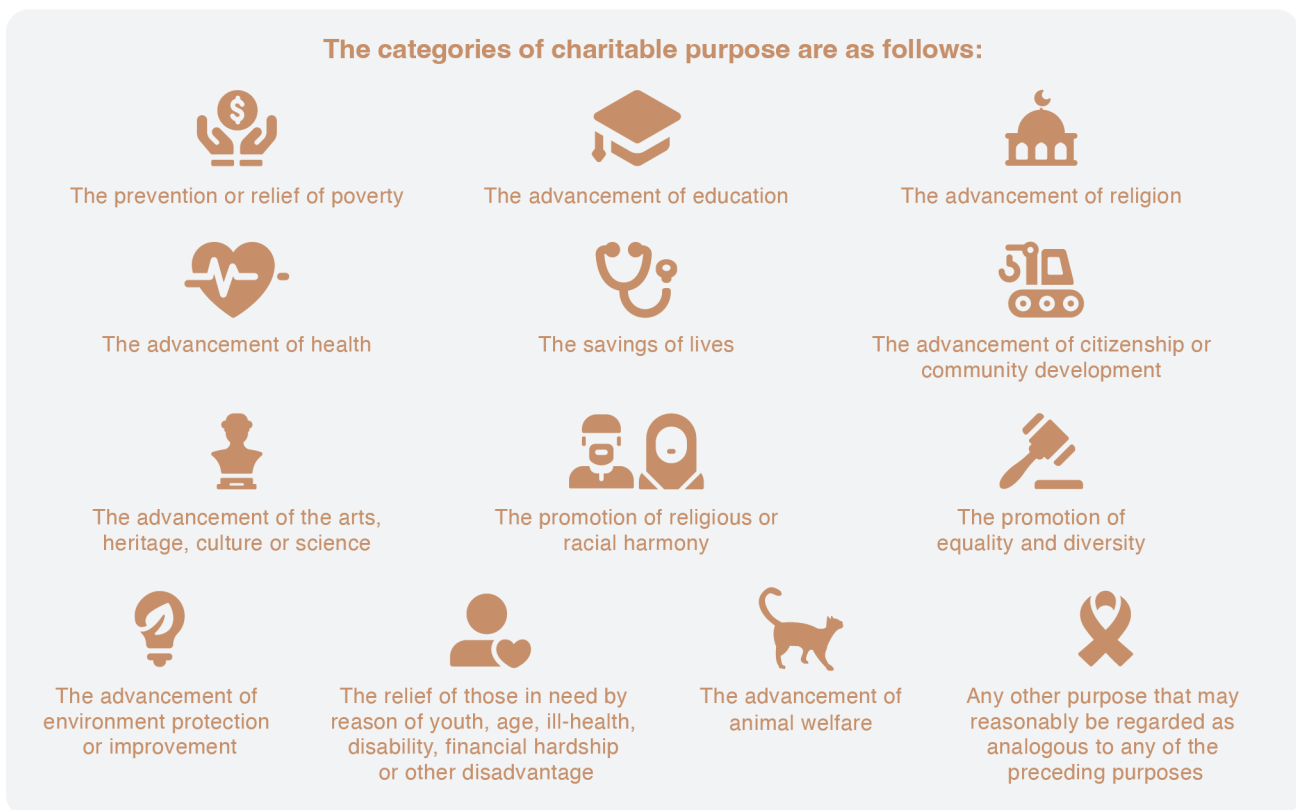 The categories of charitable purpose are as follows:
The prevention or relief of poverty
The advancement of education
The advancement of religion
The advancement of health
The savings of lives
The advancement of citizenship or
community development
The advancement of the arts,
heritage, culture or science
The promotion of religious or
racial harmony
The promotion of
equality and diversity
The advancement of
environment protection
or improvement
The relief of those in need by
reason of youth, age, ill-health,
disability, financial hardship
or other disadvantage
The advancement of
animal welfare
Any other purpose that may
reasonably be regarded as
analogous to any of the
preceding purposes